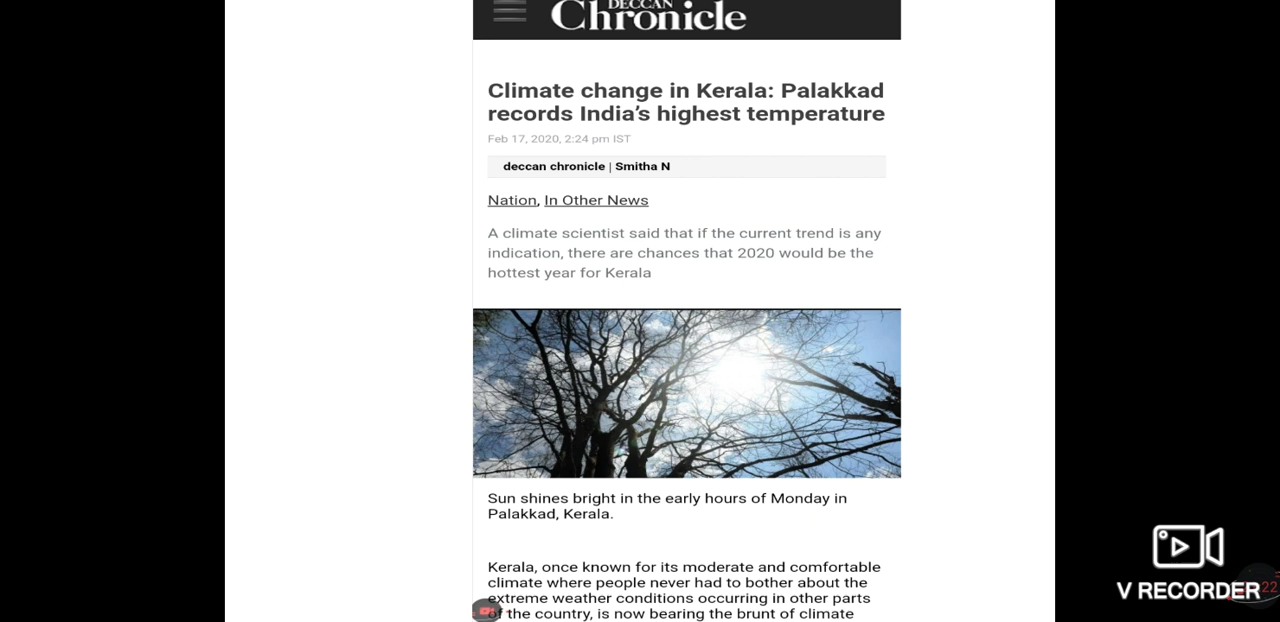 DECCAN
Chronicle
Climate change in Kerala: Palakkad
records India’s highest temperature
Feb 17, 2020, 2:24 pm IST
deccan chronicle | Smitha N
Nation, In Other News
A climate scientist said that if the current trend is any
indication, there are chances that 2020 would be the
hottest year for Kerala
Sun shines bright in the early hours of Monday in
Palakkad, Kerala.
Kerala, once known for its moderate and comfortable
climate where people never had to bother about the
extreme weather conditions occurring in other parts
of the country, is now bearing the brunt of climate
V RECORDER